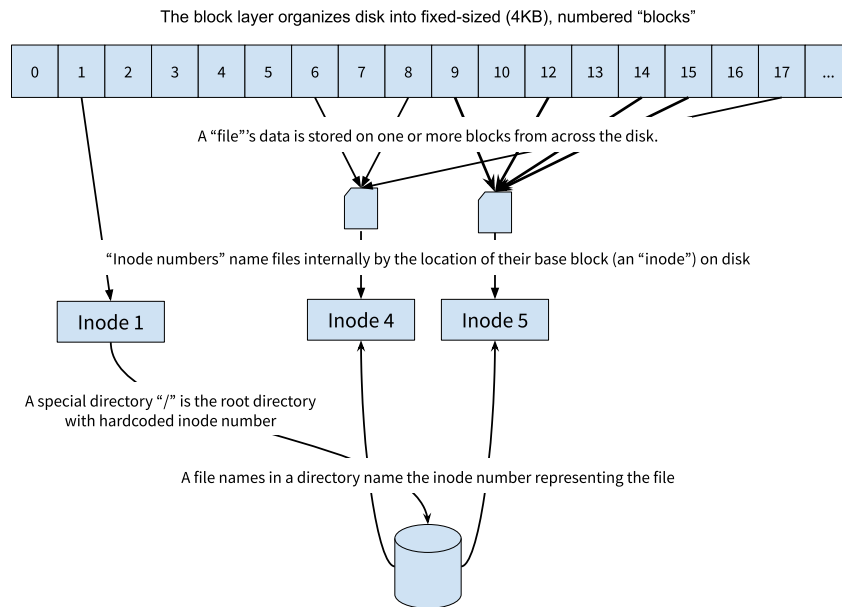 The block layer organizes disk into fixed-sized (4KB), numbered “blocks”
0 1 2 3 4 5 6 7 8 9 10 11 12 13 14 15 16 17 ...
A “file”’s data is stored on one or more blocks from across the disk.
“Inode numbers” name files internally by the location of their base block (an “inode”) on disk
Inode 1 Inode 4 Inode 5
A special directory “/” is the root directory
with hardcoded inode number
A file names in a directory name the inode number representing the file